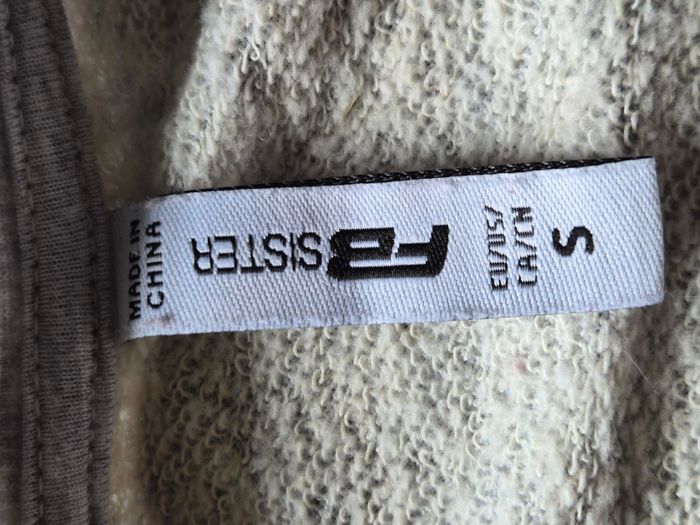 MADE IN
CHINA
FB SISTER
EU/US/
CA/CN
S